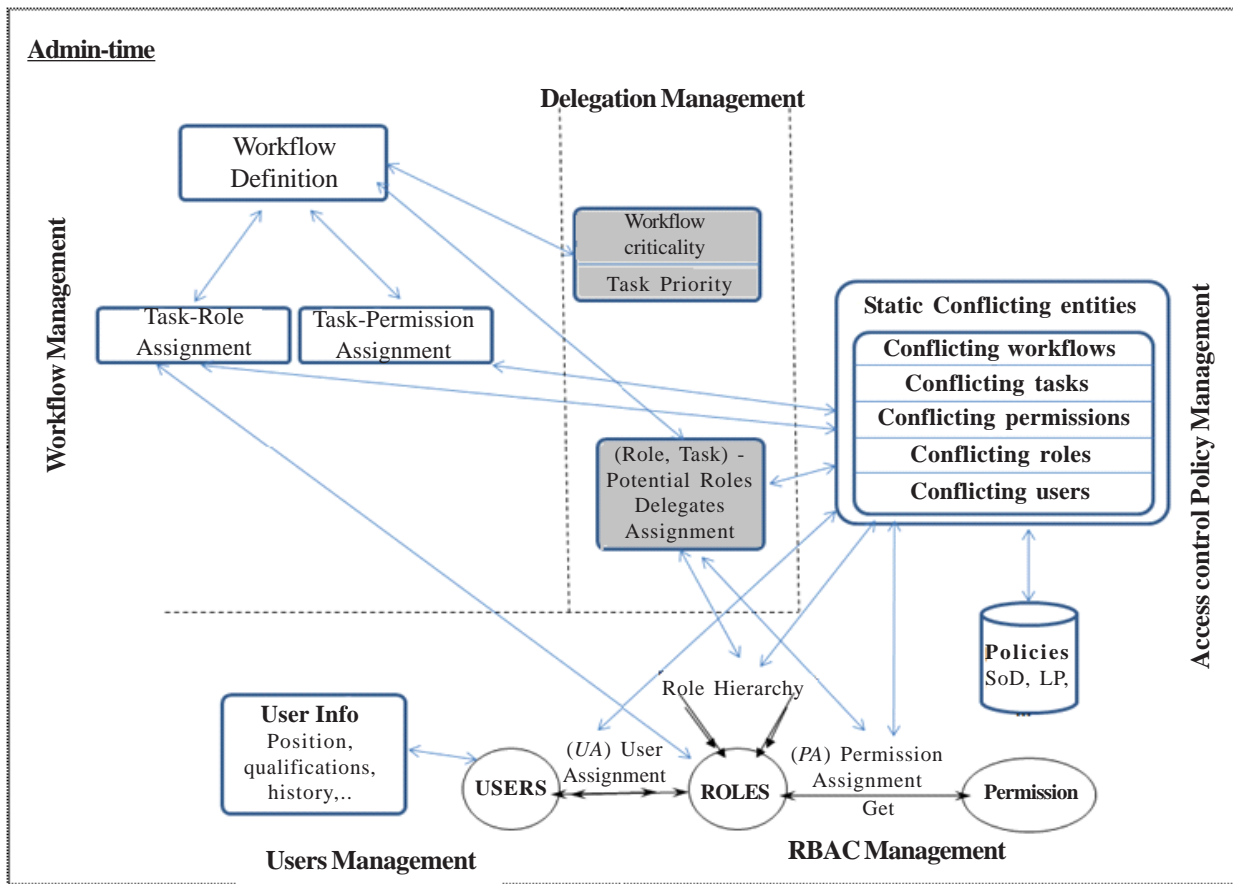 Admin-time
Delegation Management
Workflow
Definition
Workflow
criticality
Task Priority
Workflow Management
Task-Role
Assignment
Task-Permission
Assignment
Static Conflicting entities
Conflicting workflows
Conflicting tasks
Conflicting permissions
Conflicting roles
Conflicting users
Access control Policy Management
(Role, Task) -
Potential Roles
Delegates
Assignment
Policies
SoD, LP,
...
Role Hierarchy
User Info
Position,
qualifications,
history,..
USERS
(UA) User
Assignment
ROLES
(PA) Permission
Assignment
Get
Permission
Users Management
RBAC Management